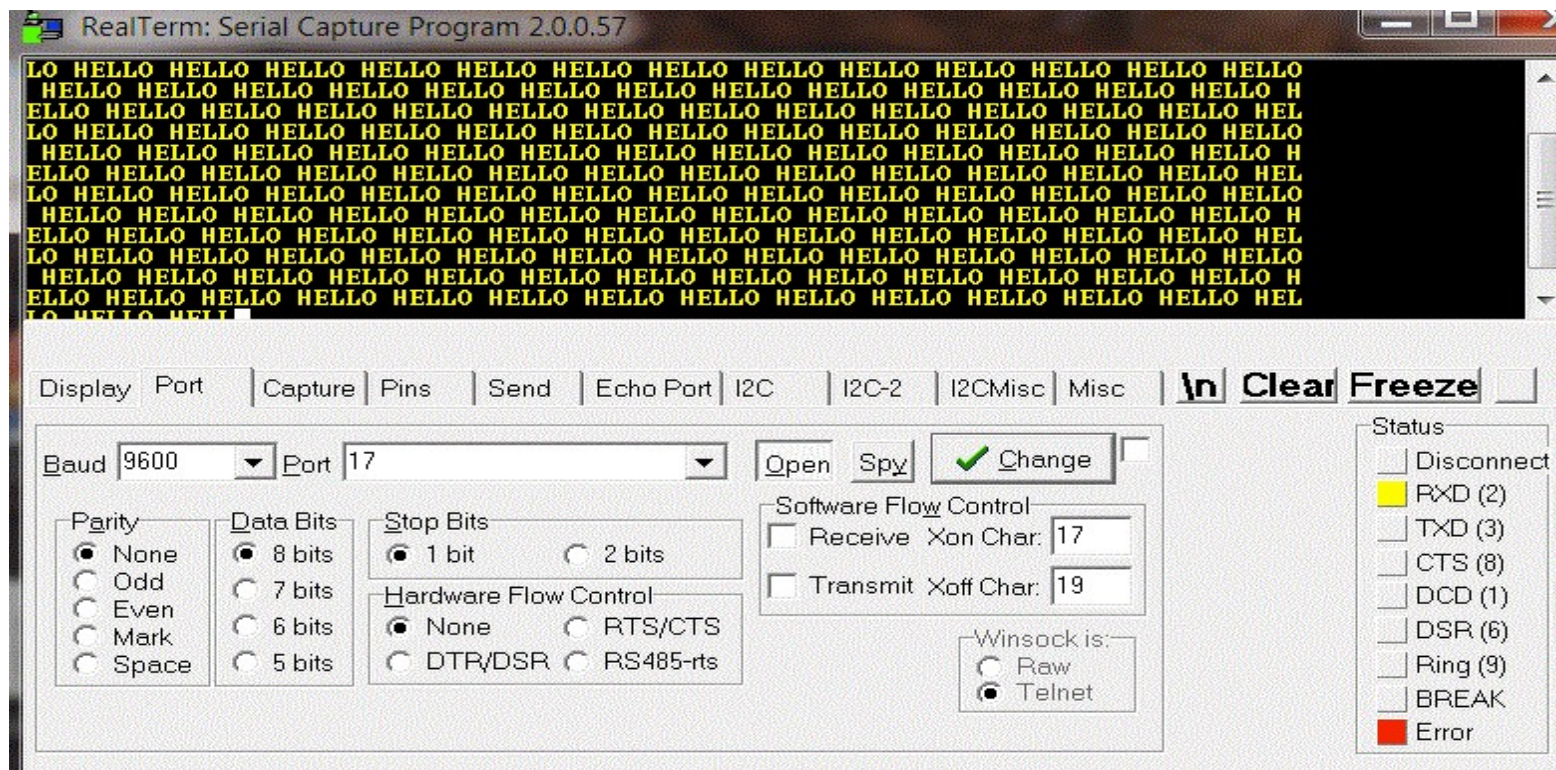 RealTerm: Serial Capture Program 2.0.0.57
LO HELLO HELLO HELLO HELLO HELLO HELLO HELLO HELLO HELLO HELLO HELLO HELLO HELLO
HELLO HELLO HELLO HELLO HELLO HELLO HELLO HELLO HELLO HELLO HELLO HELLO HELLO H
ELLO HELLO HELLO HELLO HELLO HELLO HELLO HELLO HELLO HELLO HELLO HELLO HELLO HEL
LO HELLO HELLO HELLO HELLO HELLO HELLO HELLO HELLO HELLO HELLO HELLO HELLO HELLO
HELLO HELLO HELLO HELLO HELLO HELLO HELLO HELLO HELLO HELLO HELLO HELLO HELLO H
ELLO HELLO HELLO HELLO HELLO HELLO HELLO HELLO HELLO HELLO HELLO HELLO HELLO HEL
LO HELLO HELLO HELLO HELLO HELLO HELLO HELLO HELLO HELLO HELLO HELLO HELLO HELLO
HELLO HELLO HELLO HELLO HELLO HELLO HELLO HELLO HELLO HELLO HELLO HELLO HELLO H
ELLO HELLO HELLO HELLO HELLO HELLO HELLO HELLO HELLO HELLO HELLO HELLO HELLO HEL
LO HELLO HELLO HELLO HELLO HELLO HELLO HELLO HELLO HELLO HELLO HELLO HELLO HELLO
HELLO HELLO HELLO HELLO HELLO HELLO HELLO HELLO HELLO HELLO HELLO HELLO HELLO H
ELLO HELLO HELLO HELLO HELLO HELLO HELLO HELLO HELLO HELLO HELLO HELLO HELLO HEL
LO HELLO HELL
Display Port Capture Pins Send Echo Port I2C I2C-2 I2CMisc Misc \n Clear Freeze
Baud 9600 Port 17 Open Spy Change
Parity
None
Odd
Even
Mark
Space
Data Bits
8 bits
7 bits
6 bits
5 bits
Stop Bits
1 bit 2 bits
Hardware Flow Control
None RTS/CTS
DTR/DSR RS485-rts
Software Flow Control
Receive Xon Char: 17
Transmit Xoff Char: 19
Winsock is:
Raw
Telnet
Status
Disconnect
RXD (2)
TXD (3)
CTS (8)
DCD (1)
DSR (6)
Ring (9)
BREAK
Error